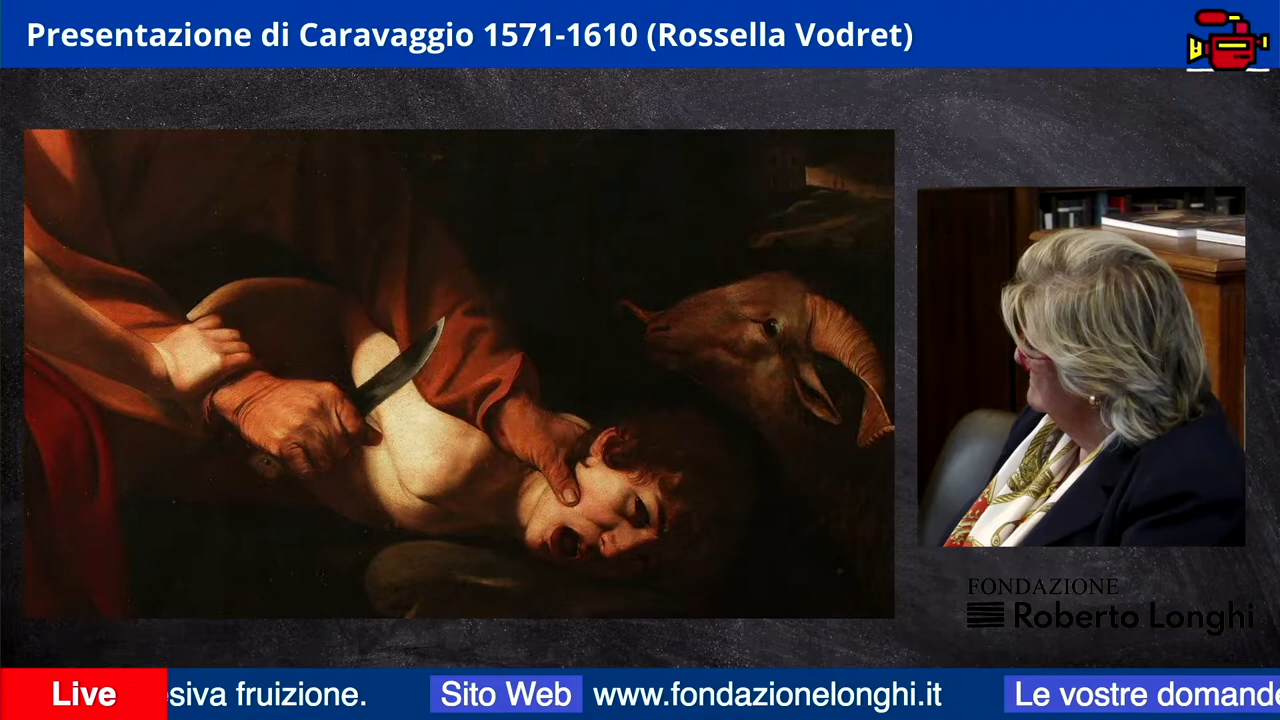 Presentazione di Caravaggio 1571-1610 (Rossella Vodret)
FONDAZIONE
Roberto Longhi
Live siva fruizione. Sito Web www.fondazionelonghi.it Le vostre domande